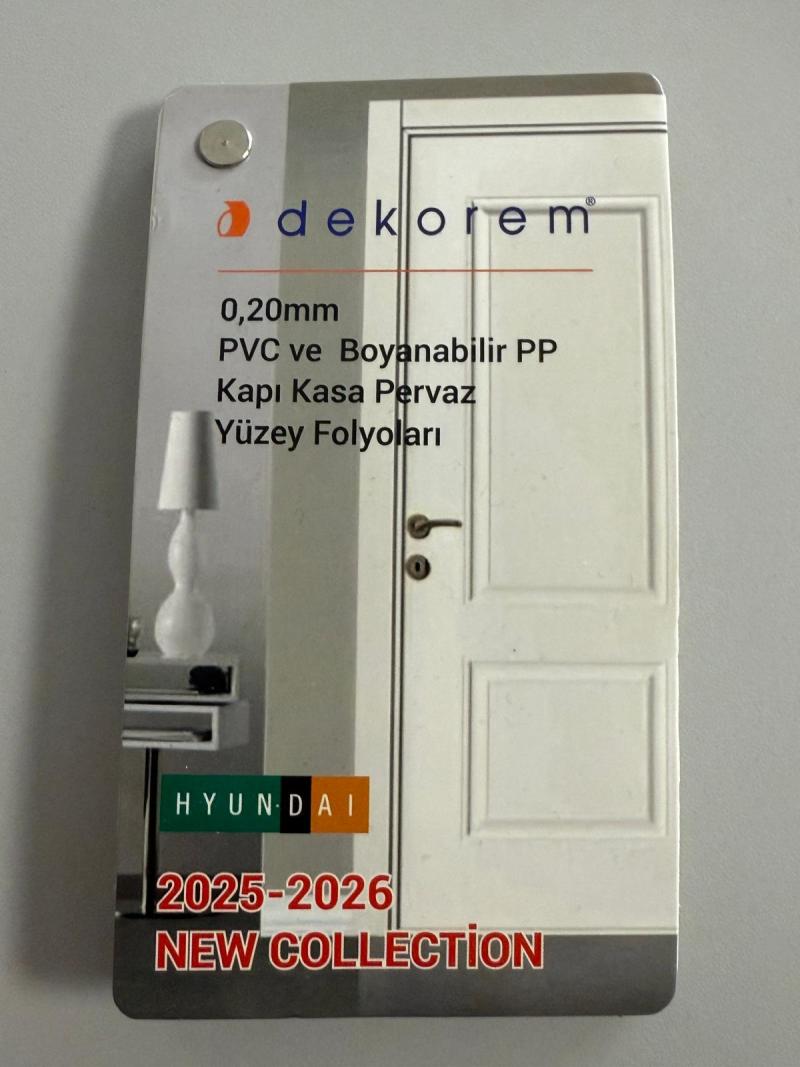 dekorem®
0,20mm
PVC ve Boyanabilir PP
Kapı Kasa Pervaz
Yüzey Folyoları
HYUNDAI
2025-2026
NEW COLLECTİON